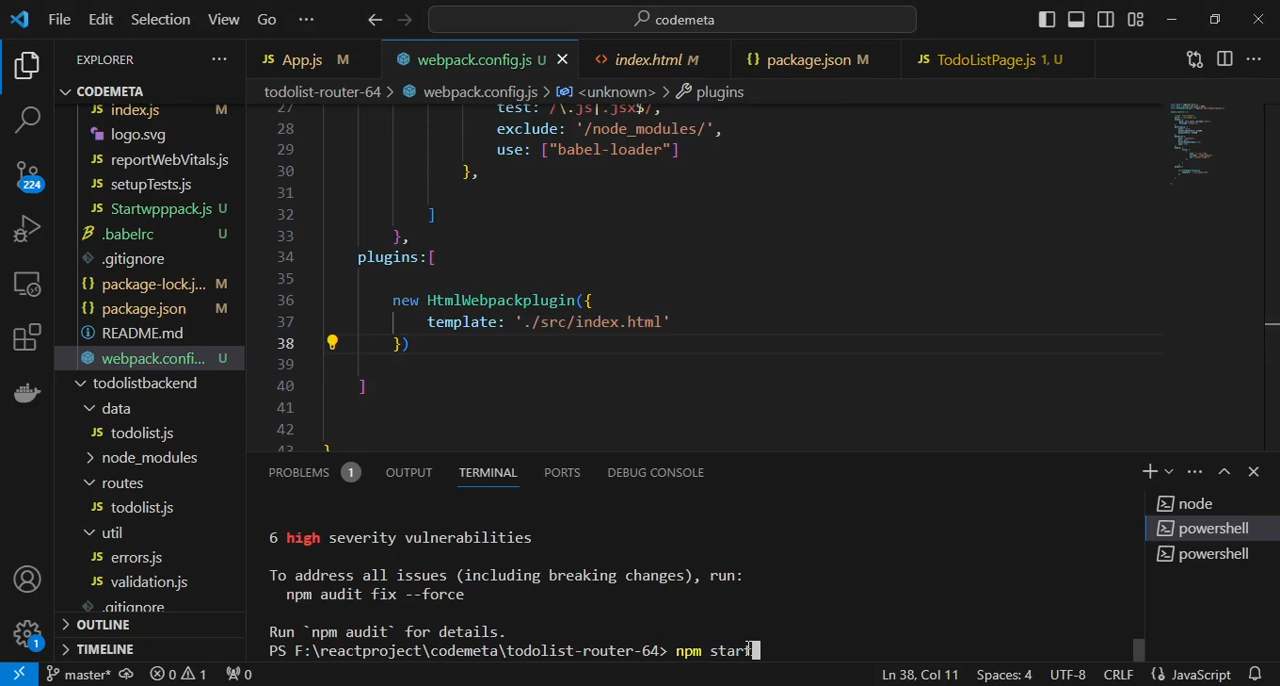 File Edit Selection View Go ··· codemeta
EXPLORER ···
App.js M webpack.config.js U index.html M package.json M TodoListPage.js 1, U ···
CODEMETA
todolist-router-64 > webpack.config.js > <unknown> > plugins
index.js M
logo.svg
reportWebVitals.js
setupTests.js
Startwpppack.js U
.babelrc U
.gitignore
package-lock.j... M
package.json M
README.md
webpack.confi... U
todolistbackend
data
todolist.js
node_modules
routes
todolist.js
util
errors.js
validation.js
.gitignore
OUTLINE
TIMELINE
224
1
27 test: /\.js|.jsx$/,
28 exclude: '/node_modules/',
29 use: ["babel-loader"]
30 },
31
32 ]
33 },
34 plugins:[
35
36 new HtmlWebpackplugin({
37 template: './src/index.html'
38 })
39
40 ]
41
42
43 }
PROBLEMS 1 OUTPUT TERMINAL PORTS DEBUG CONSOLE
6 high severity vulnerabilities
To address all issues (including breaking changes), run:
npm audit fix --force
Run `npm audit` for details.
PS F:\reactproject\codemeta\todolist-router-64> npm start
node
powershell
powershell
master* 0 1 0 Ln 38, Col 11 Spaces: 4 UTF-8 CRLF {} JavaScript